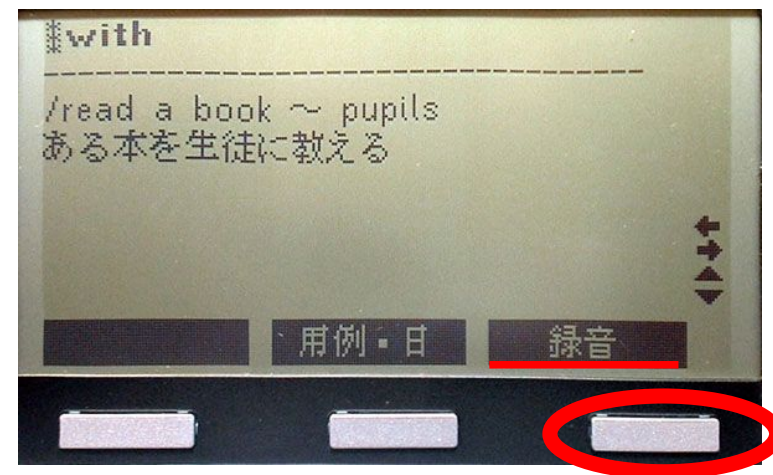 ⁑with
/read a book ～ pupils
ある本を生徒に教える
用例▪日 録音